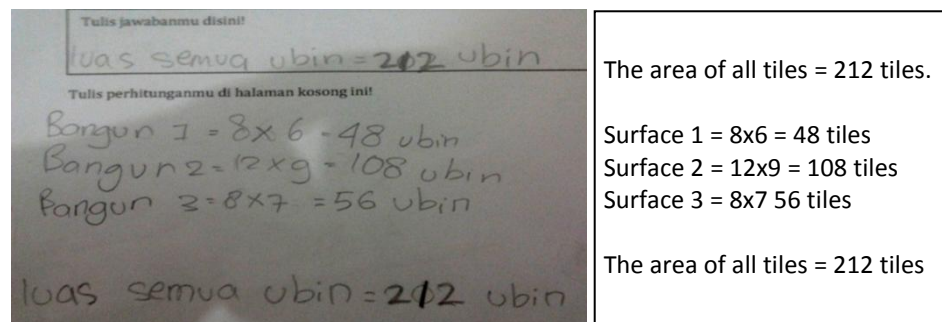 Tulis jawabanmu disini!
luas semua ubin = 212 ubin
Tulis perhitunganmu di halaman kosong ini!
Bangun 1 = 8x6 = 48 ubin
Bangun 2 = 12x9 = 108 ubin
Bangun 3 = 8x7 = 56 ubin
luas semua ubin = 212 ubin
The area of all tiles = 212 tiles.
Surface 1 = 8x6 = 48 tiles
Surface 2 = 12x9 = 108 tiles
Surface 3 = 8x7 56 tiles
The area of all tiles = 212 tiles